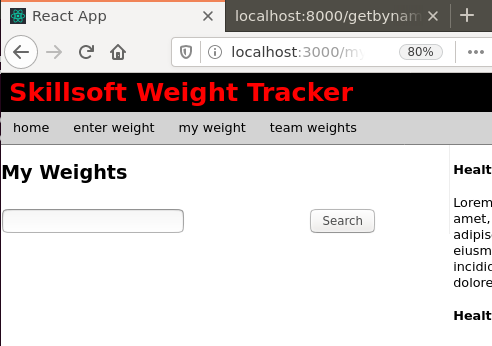 React App
localhost:8000/getbynam
localhost:3000/my
80%
Skillsoft Weight Tracker
home enter weight my weight team weights
My Weights
Search
Healt
Lorem
amet,
adipis
eiusm
incidid
dolore
Healt